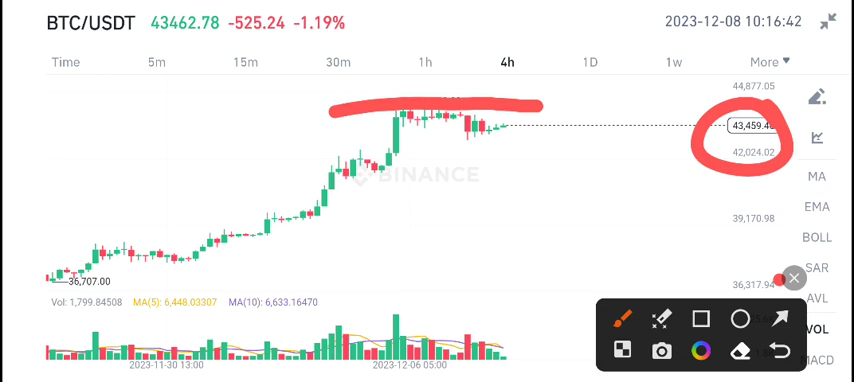 BTC/USDT 43462.78 -525.24 -1.19% 2023-12-08 10:16:42
Time 5m 15m 30m 1h 4h 1D 1w More
44,877.05
43,459.48
42,024.02
BINANCE
MA
39,170.98
EMA
BOLL
SAR
36,707.00
36,317.94
AVL
Vol: 1,799.84508 MA(5): 6,448.03307 MA(10): 6,633.16470
VOL
MACD
2023-11-30 13:00 2023-12-06 05:00